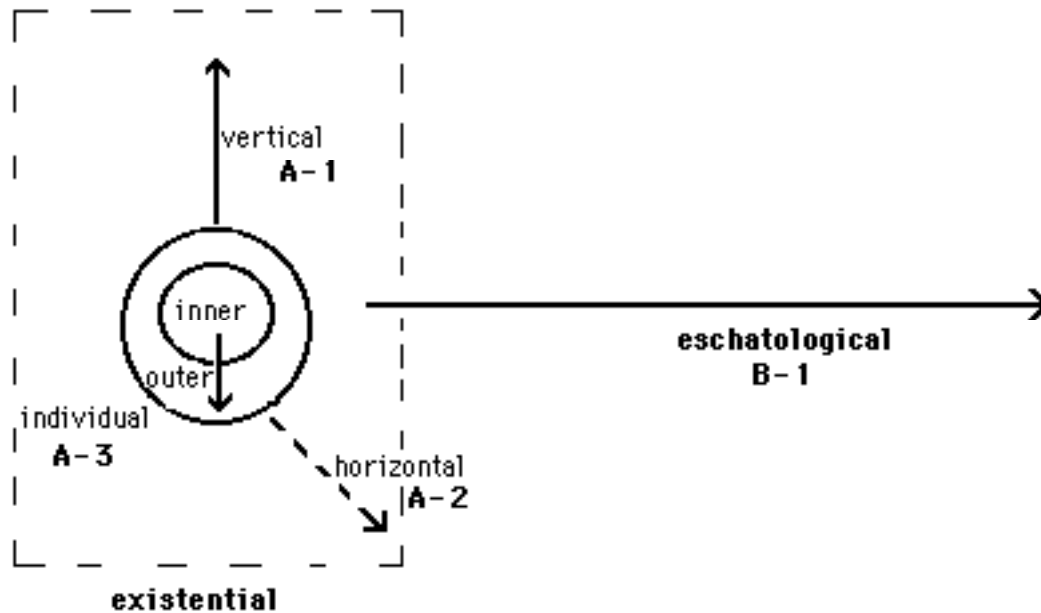 vertical
A-1
inner
eschatological
B-1
outer
individual
A-3
horizontal
A-2
existential